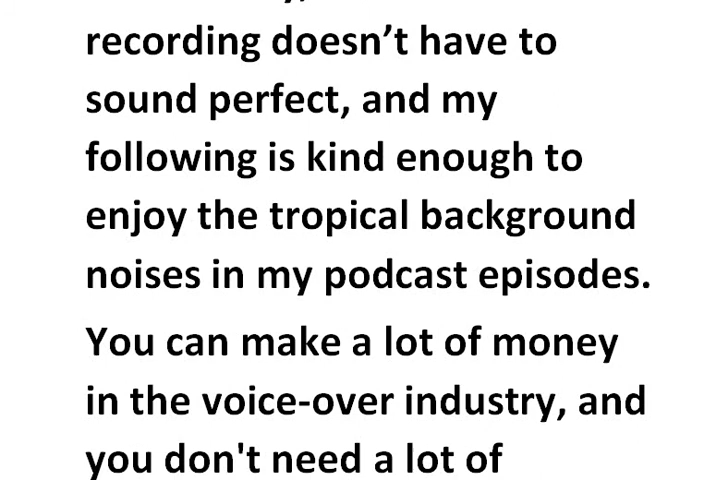 recording doesn’t have to
sound perfect, and my
following is kind enough to
enjoy the tropical background
noises in my podcast episodes.
You can make a lot of money
in the voice-over industry, and
you don't need a lot of